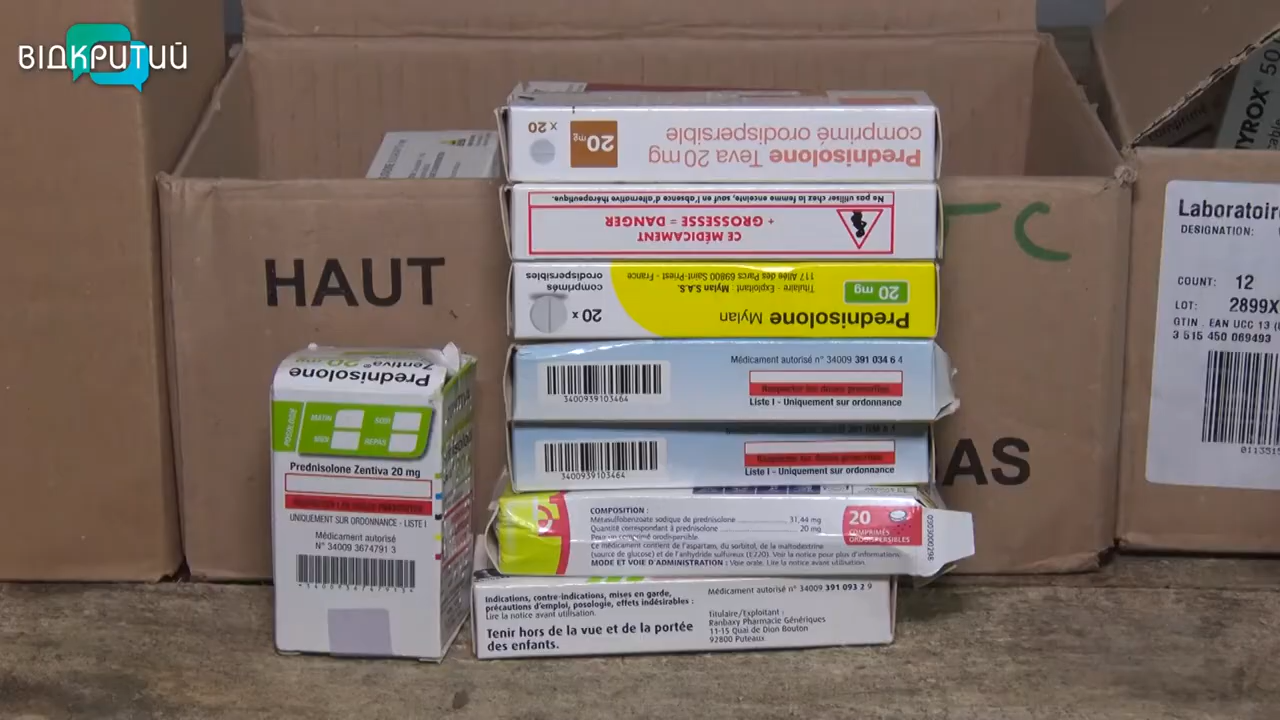 ВІДКРИТИЙ
HAUT
TC
AS
YROX® 50
Prednisolone Teva 20 mg
comprimé orodispersible
20 mg
x 20
CE MÉDICAMENT
+ GROSSESSE = DANGER
Ne pas utiliser chez la femme enceinte, sauf en l'absence d'alternative thérapeutique.
Prednisolone Mylan
20 mg
Titulaire - Exploitant : Mylan S.A.S.
117 Allée des Parcs 69800 Saint-Priest - France
20 x
comprimés
orodispersibles
Médicament autorisé n° 34009 391 034 6 4
3400939103464
Respecter les doses prescrites
Liste I - Uniquement sur ordonnance
3400939103464
Respecter les doses prescrites
Liste I - Uniquement sur ordonnance
COMPOSITION :
Métasulfobenzoate sodique de prednisolone 31,44 mg
Quantité correspondant à prednisolone 20 mg
Pour un comprimé orodispersible.
Ce médicament contient de l'aspartam, du sorbitol, de la maltodextrine
(source de glucose) et de l'anhydride sulfureux (E220). Voir la notice pour plus d'informations.
MODE ET VOIE D'ADMINISTRATION : Voie orale. Lire la notice avant utilisation.
20
COMPRIMÉS
ORODISPERSIBLES
Indications, contre-indications, mises en garde,
précautions d'emploi, posologie, effets indésirables :
Lire la notice avant utilisation.
Tenir hors de la vue et de la portée
des enfants.
Médicament autorisé n° 34009 391 093 2 9
Titulaire/Exploitant :
Ranbaxy Pharmacie Génériques
11-15 Quai de Dion Bouton
92800 Puteaux
Prednisolone
Zentiva® 20 mg
POSOLOGIE
MATIN
SOIR
MIDI
REPAS
Prednisolone Zentiva 20 mg
UNIQUEMENT SUR ORDONNANCE - LISTE I
Médicament autorisé
N° 34009 3674791 3
Laboratoir
DESIGNATION:
COUNT: 12
LOT: 2899X
GTIN . EAN UCC 13 (
3 515 450 069493
011351